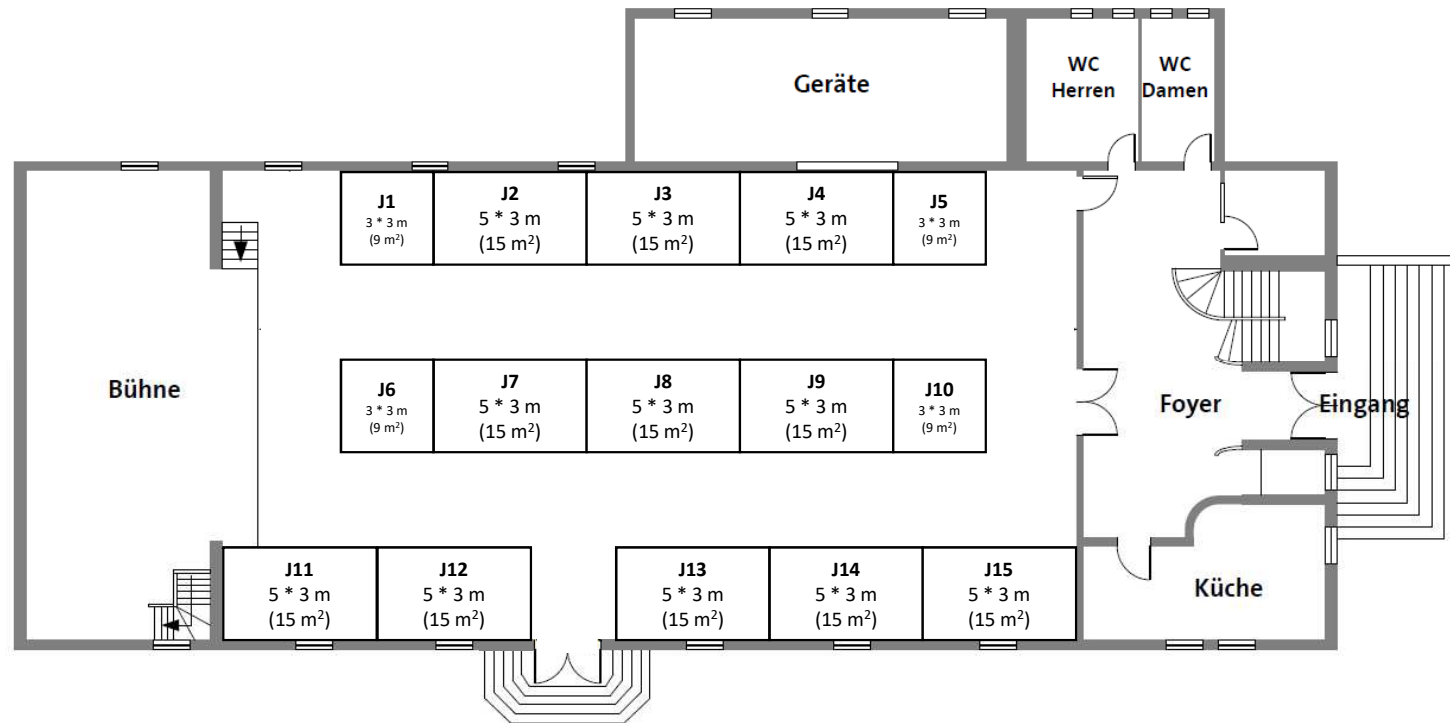 Geräte
WC
Herren
WC
Damen
J1
3 * 3 m
(9 m²)
J2
5 * 3 m
(15 m²)
J3
5 * 3 m
(15 m²)
J4
5 * 3 m
(15 m²)
J5
3 * 3 m
(9 m²)
Bühne
J6
3 * 3 m
(9 m²)
J7
5 * 3 m
(15 m²)
J8
5 * 3 m
(15 m²)
J9
5 * 3 m
(15 m²)
J10
3 * 3 m
(9 m²)
Foyer
Eingang
J11
5 * 3 m
(15 m²)
J12
5 * 3 m
(15 m²)
J13
5 * 3 m
(15 m²)
J14
5 * 3 m
(15 m²)
J15
5 * 3 m
(15 m²)
Küche